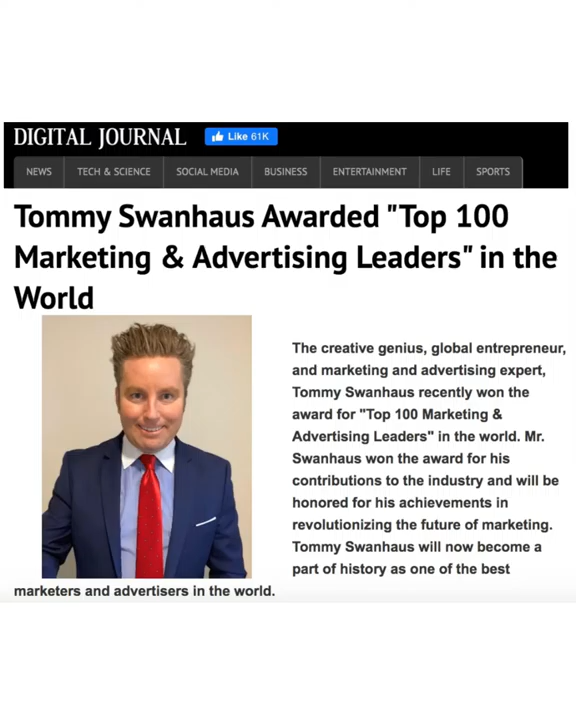 DIGITAL JOURNAL
Like 61K
NEWS
TECH & SCIENCE
SOCIAL MEDIA
BUSINESS
ENTERTAINMENT
LIFE
SPORTS
Tommy Swanhaus Awarded "Top 100
Marketing & Advertising Leaders" in the
World
The creative genius, global entrepreneur,
and marketing and advertising expert,
Tommy Swanhaus recently won the
award for "Top 100 Marketing &
Advertising Leaders" in the world. Mr.
Swanhaus won the award for his
contributions to the industry and will be
honored for his achievements in
revolutionizing the future of marketing.
Tommy Swanhaus will now become a
part of history as one of the best
marketers and advertisers in the world.